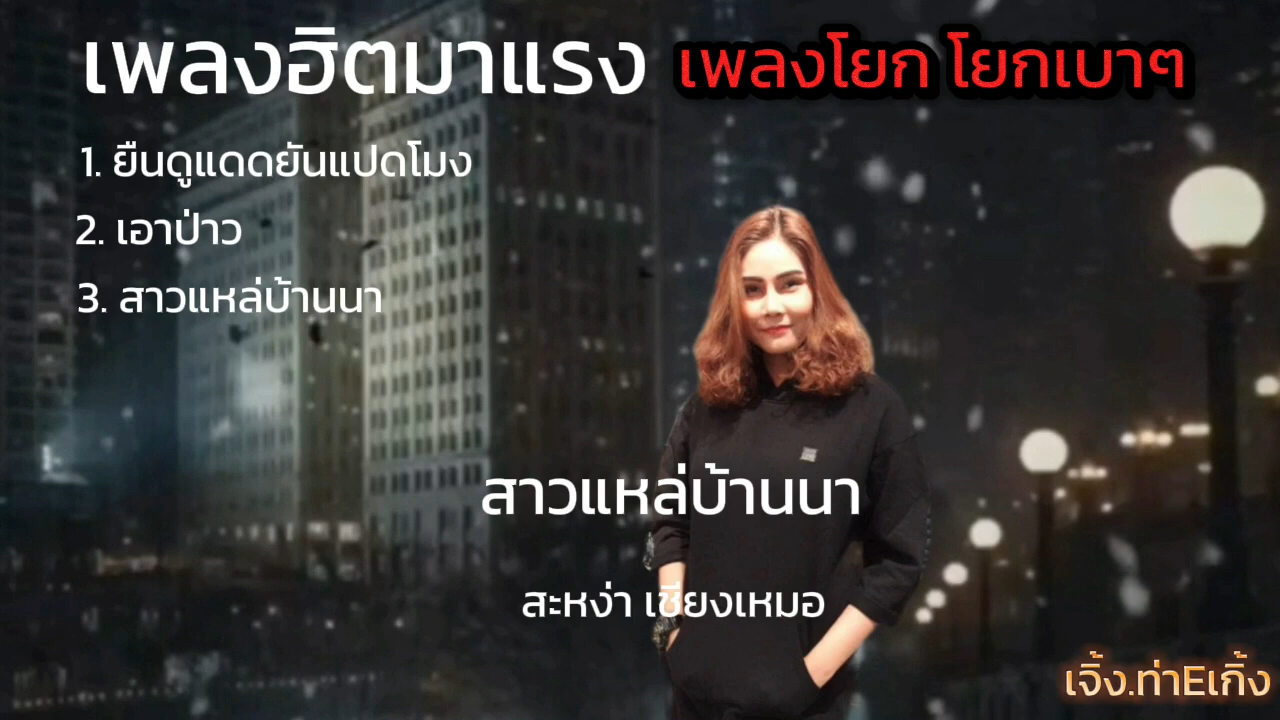 เพลงฮิตมาแรง เพลงโยก โยกเบาๆ
1. ยืนดูแดดยันแปดโมง
2. เอาป่าว
3. สาวแหล่บ้านนา
สาวแหล่บ้านนา
สะหง่า เชียงเหมอ
เจิ้ง.ท่าEเกิ้ง